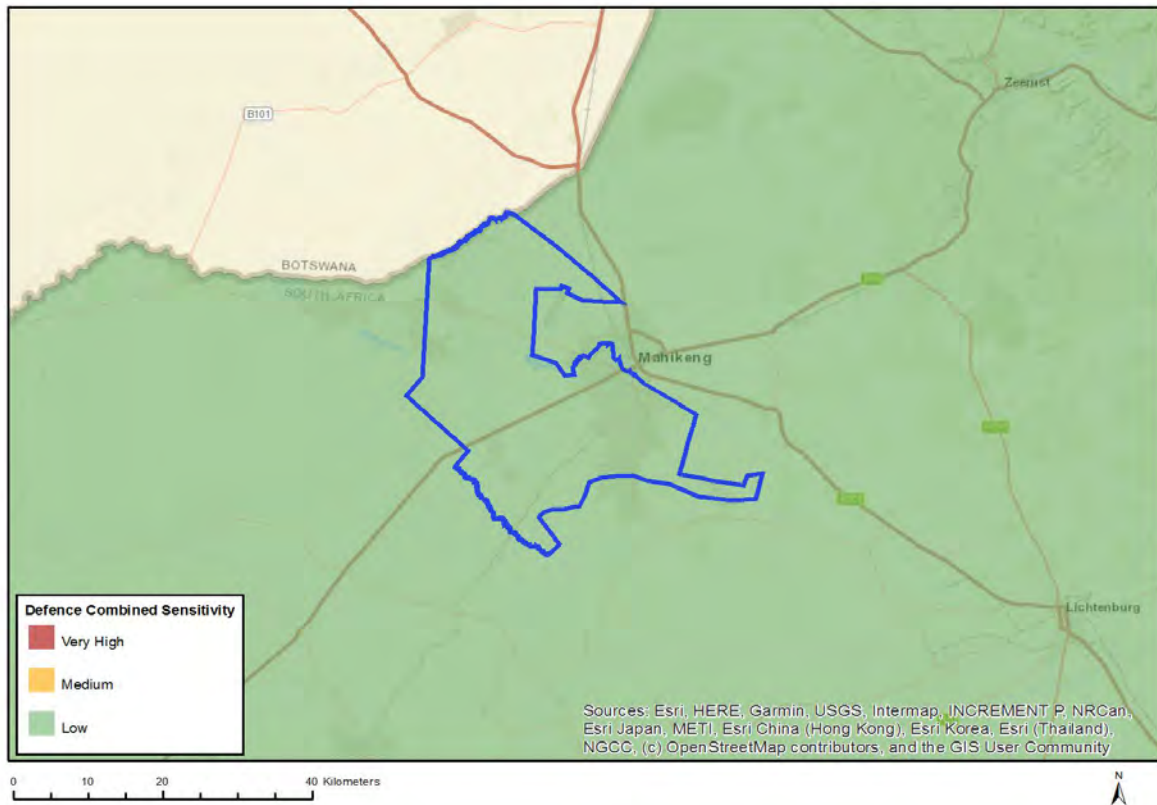 Zeerust
B101
BOTSWANA
SOUTH AFRICA
Mahikeng
Lichtenburg
Defence Combined Sensitivity
Very High
Medium
Low
Sources: Esri, HERE, Garmin, USGS, Intermap, INCREMENT P, NRCan,
Esri Japan, METI, Esri China (Hong Kong), Esri Korea, Esri (Thailand),
NGCC, (c) OpenStreetMap contributors, and the GIS User Community
0 10 20 40 Kilometers
N